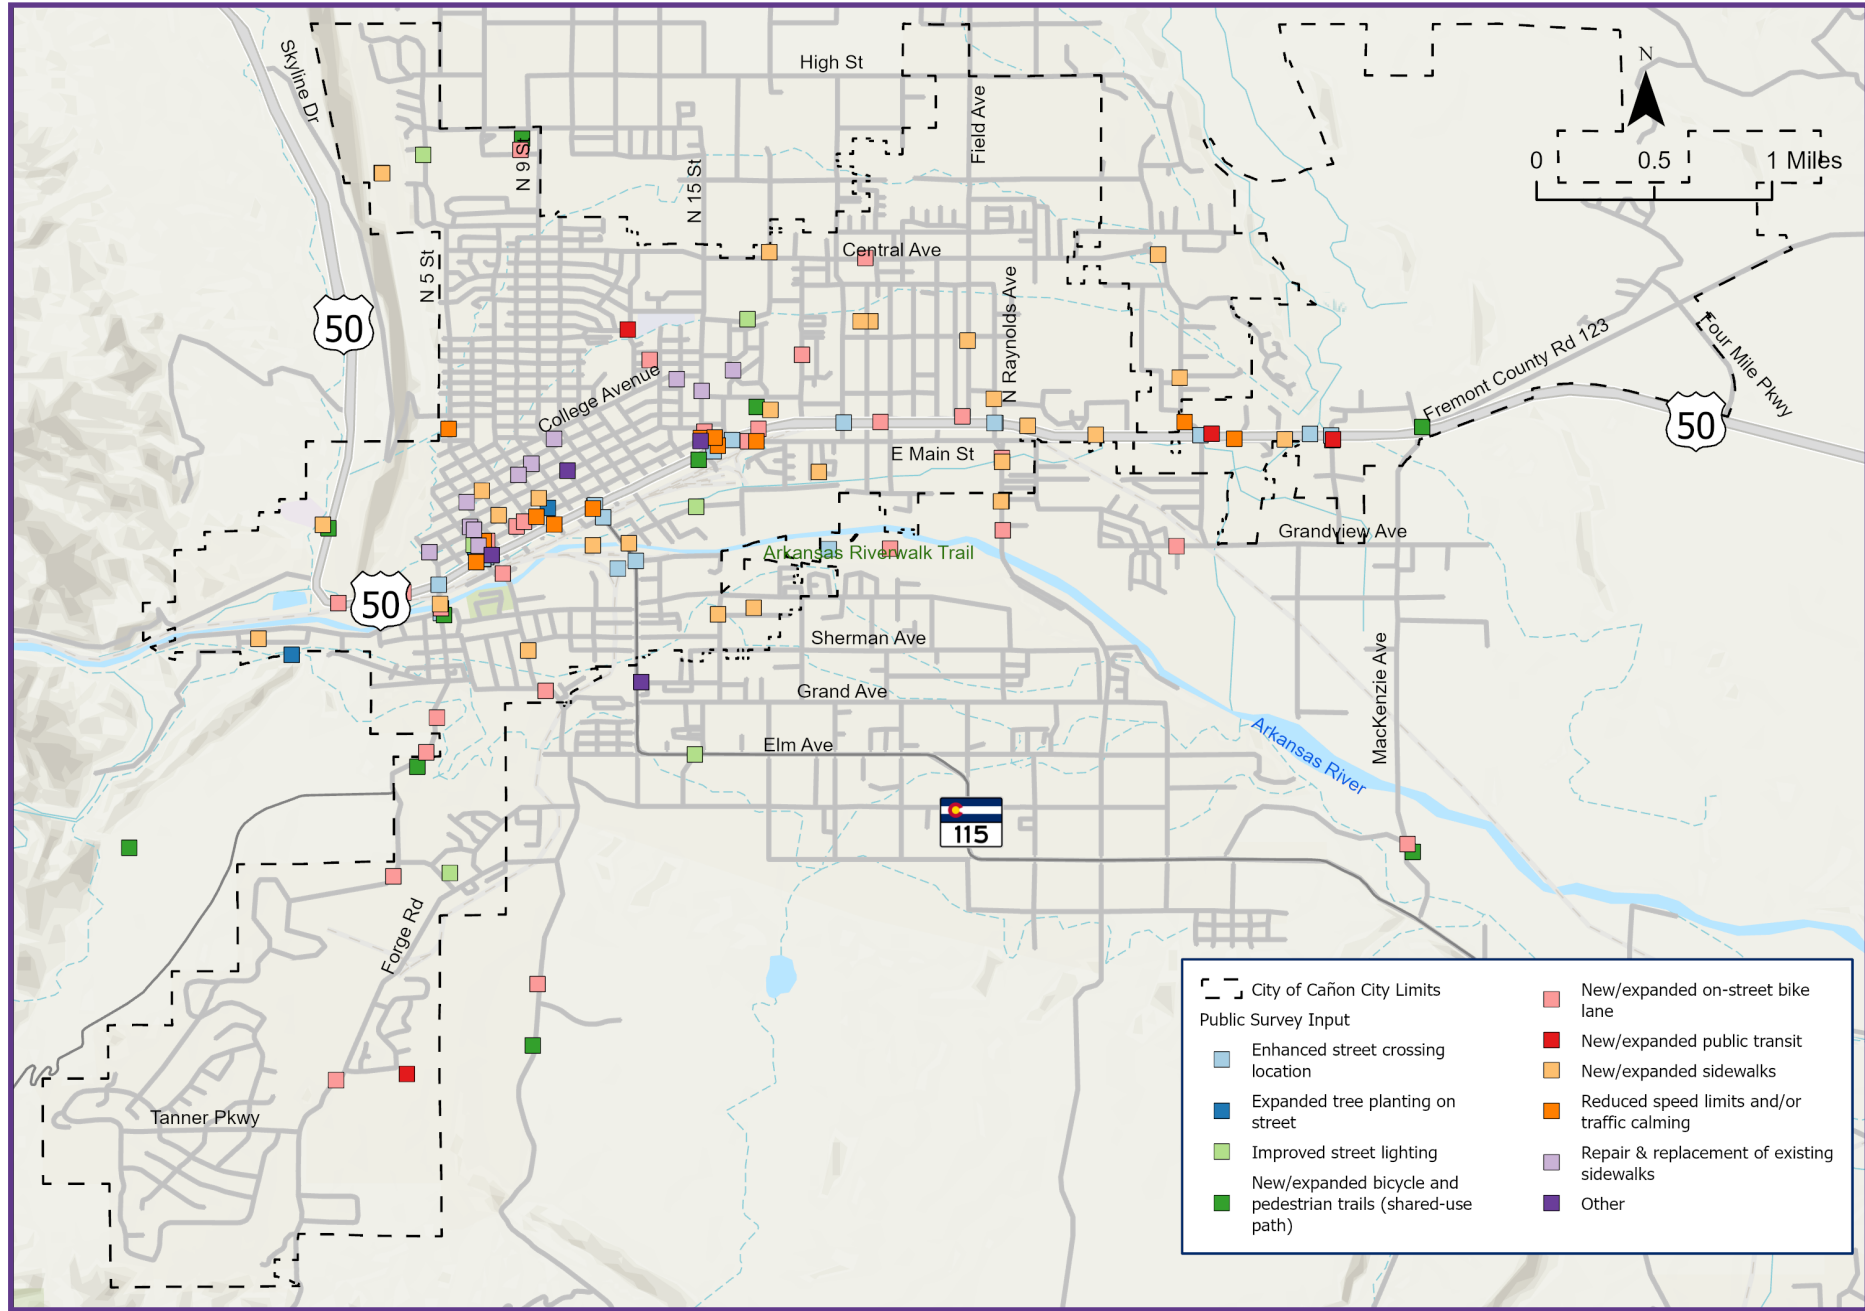 High St
Skyline Dr
Field Ave
N
0 0.5 1 Miles
N 9 St
N 15 St
Central Ave
N 5 St
N Raynolds Ave
50
Fremont County Rd 123
Four Mile Pkwy
College Avenue
50
E Main St
Grandview Ave
Arkansas Riverwalk Trail
50
Sherman Ave
MacKenzie Ave
Grand Ave
Elm Ave
Arkansas River
115
Forge Rd
Tanner Pkwy
City of Cañon City Limits
Public Survey Input
Enhanced street crossing
location
Expanded tree planting on
street
Improved street lighting
New/expanded bicycle and
pedestrian trails (shared-use
path)
New/expanded on-street bike
lane
New/expanded public transit
New/expanded sidewalks
Reduced speed limits and/or
traffic calming
Repair & replacement of existing
sidewalks
Other